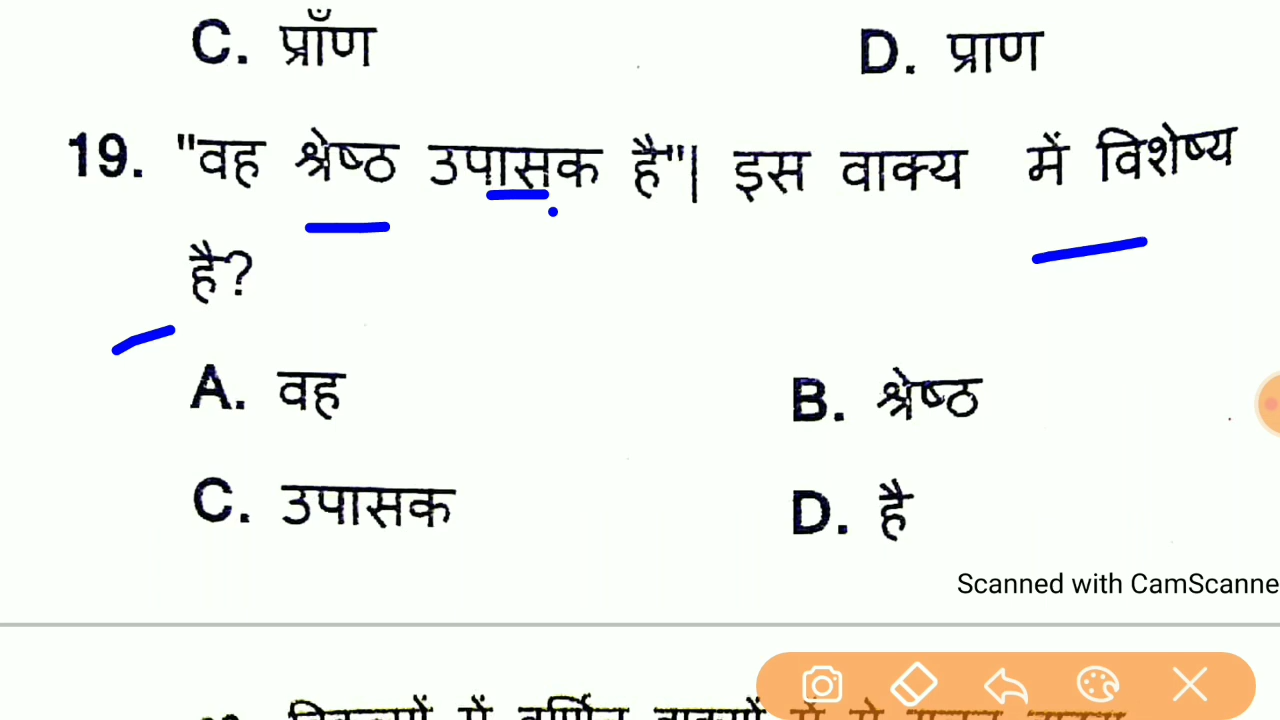 C. प्राँण D. प्राण
19. "वह श्रेष्ठ उपासक है"| इस वाक्य में विशेष्य
है?
A. वह B. श्रेष्ठ
C. उपासक D. है
Scanned with CamScanne